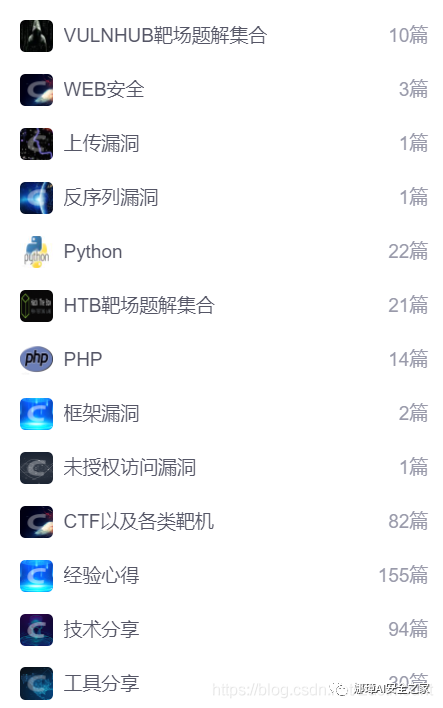 VULNHUB靶场题解集合 10篇
WEB安全 3篇
上传漏洞 1篇
反序列漏洞 1篇
Python 22篇
python
HTB靶场题解集合 21篇
PHP 14篇
php
框架漏洞 2篇
未授权访问漏洞 1篇
CTF以及各类靶机 82篇
经验心得 155篇
技术分享 94篇
工具分享 30篇
https://blog.csdn
娜璋AI安全之家